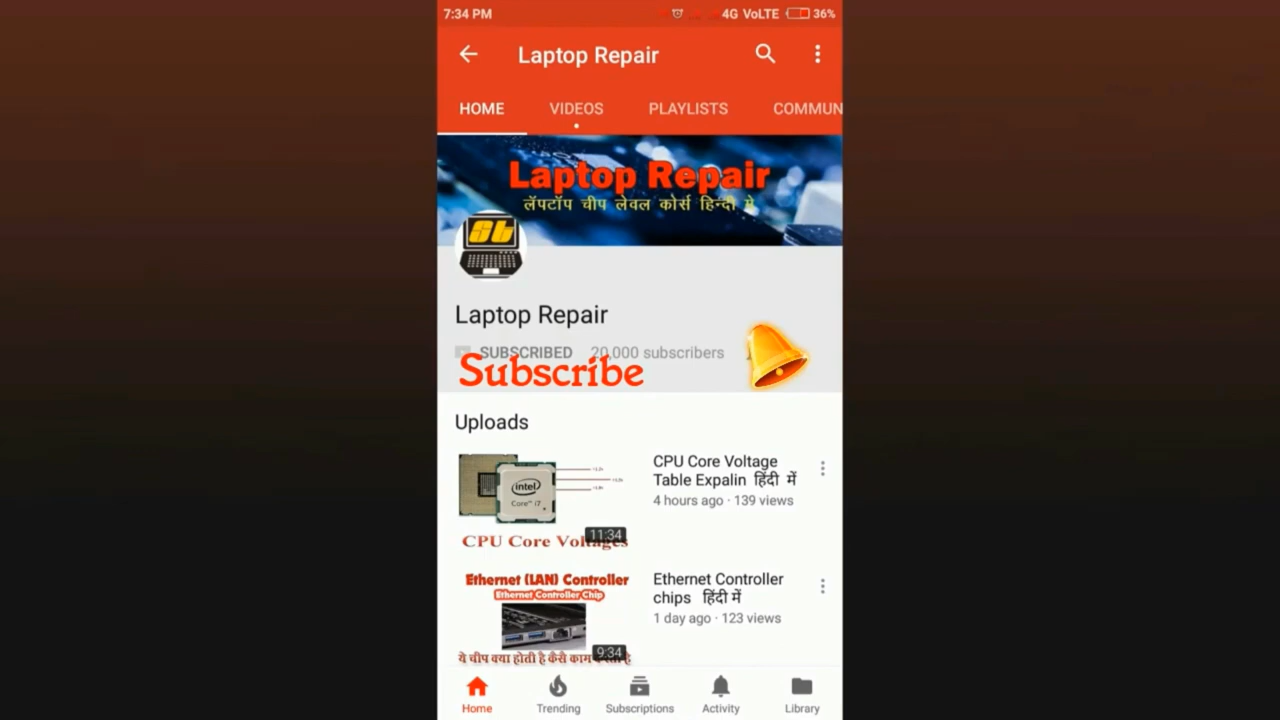 7:34 PM 4G VoLTE 36%
Laptop Repair
HOME VIDEOS PLAYLISTS COMMUN
Laptop Repair
लॅपटॉप चीप लेवल कोर्स हिन्दी मे
St
Laptop Repair
SUBSCRIBED 20,000 subscribers
Subscribe
Uploads
CPU Core Voltage
Table Expalin हिंदी में
4 hours ago · 139 views
intel
Core™ i7
11:34
CPU Core Voltages
Ethernet (LAN) Controller
Ethernet Controller Chip
Ethernet Controller
chips हिंदी में
1 day ago · 123 views
9:34
ये चीप क्या होती है कैसे काम करती है
Home Trending Subscriptions Activity Library